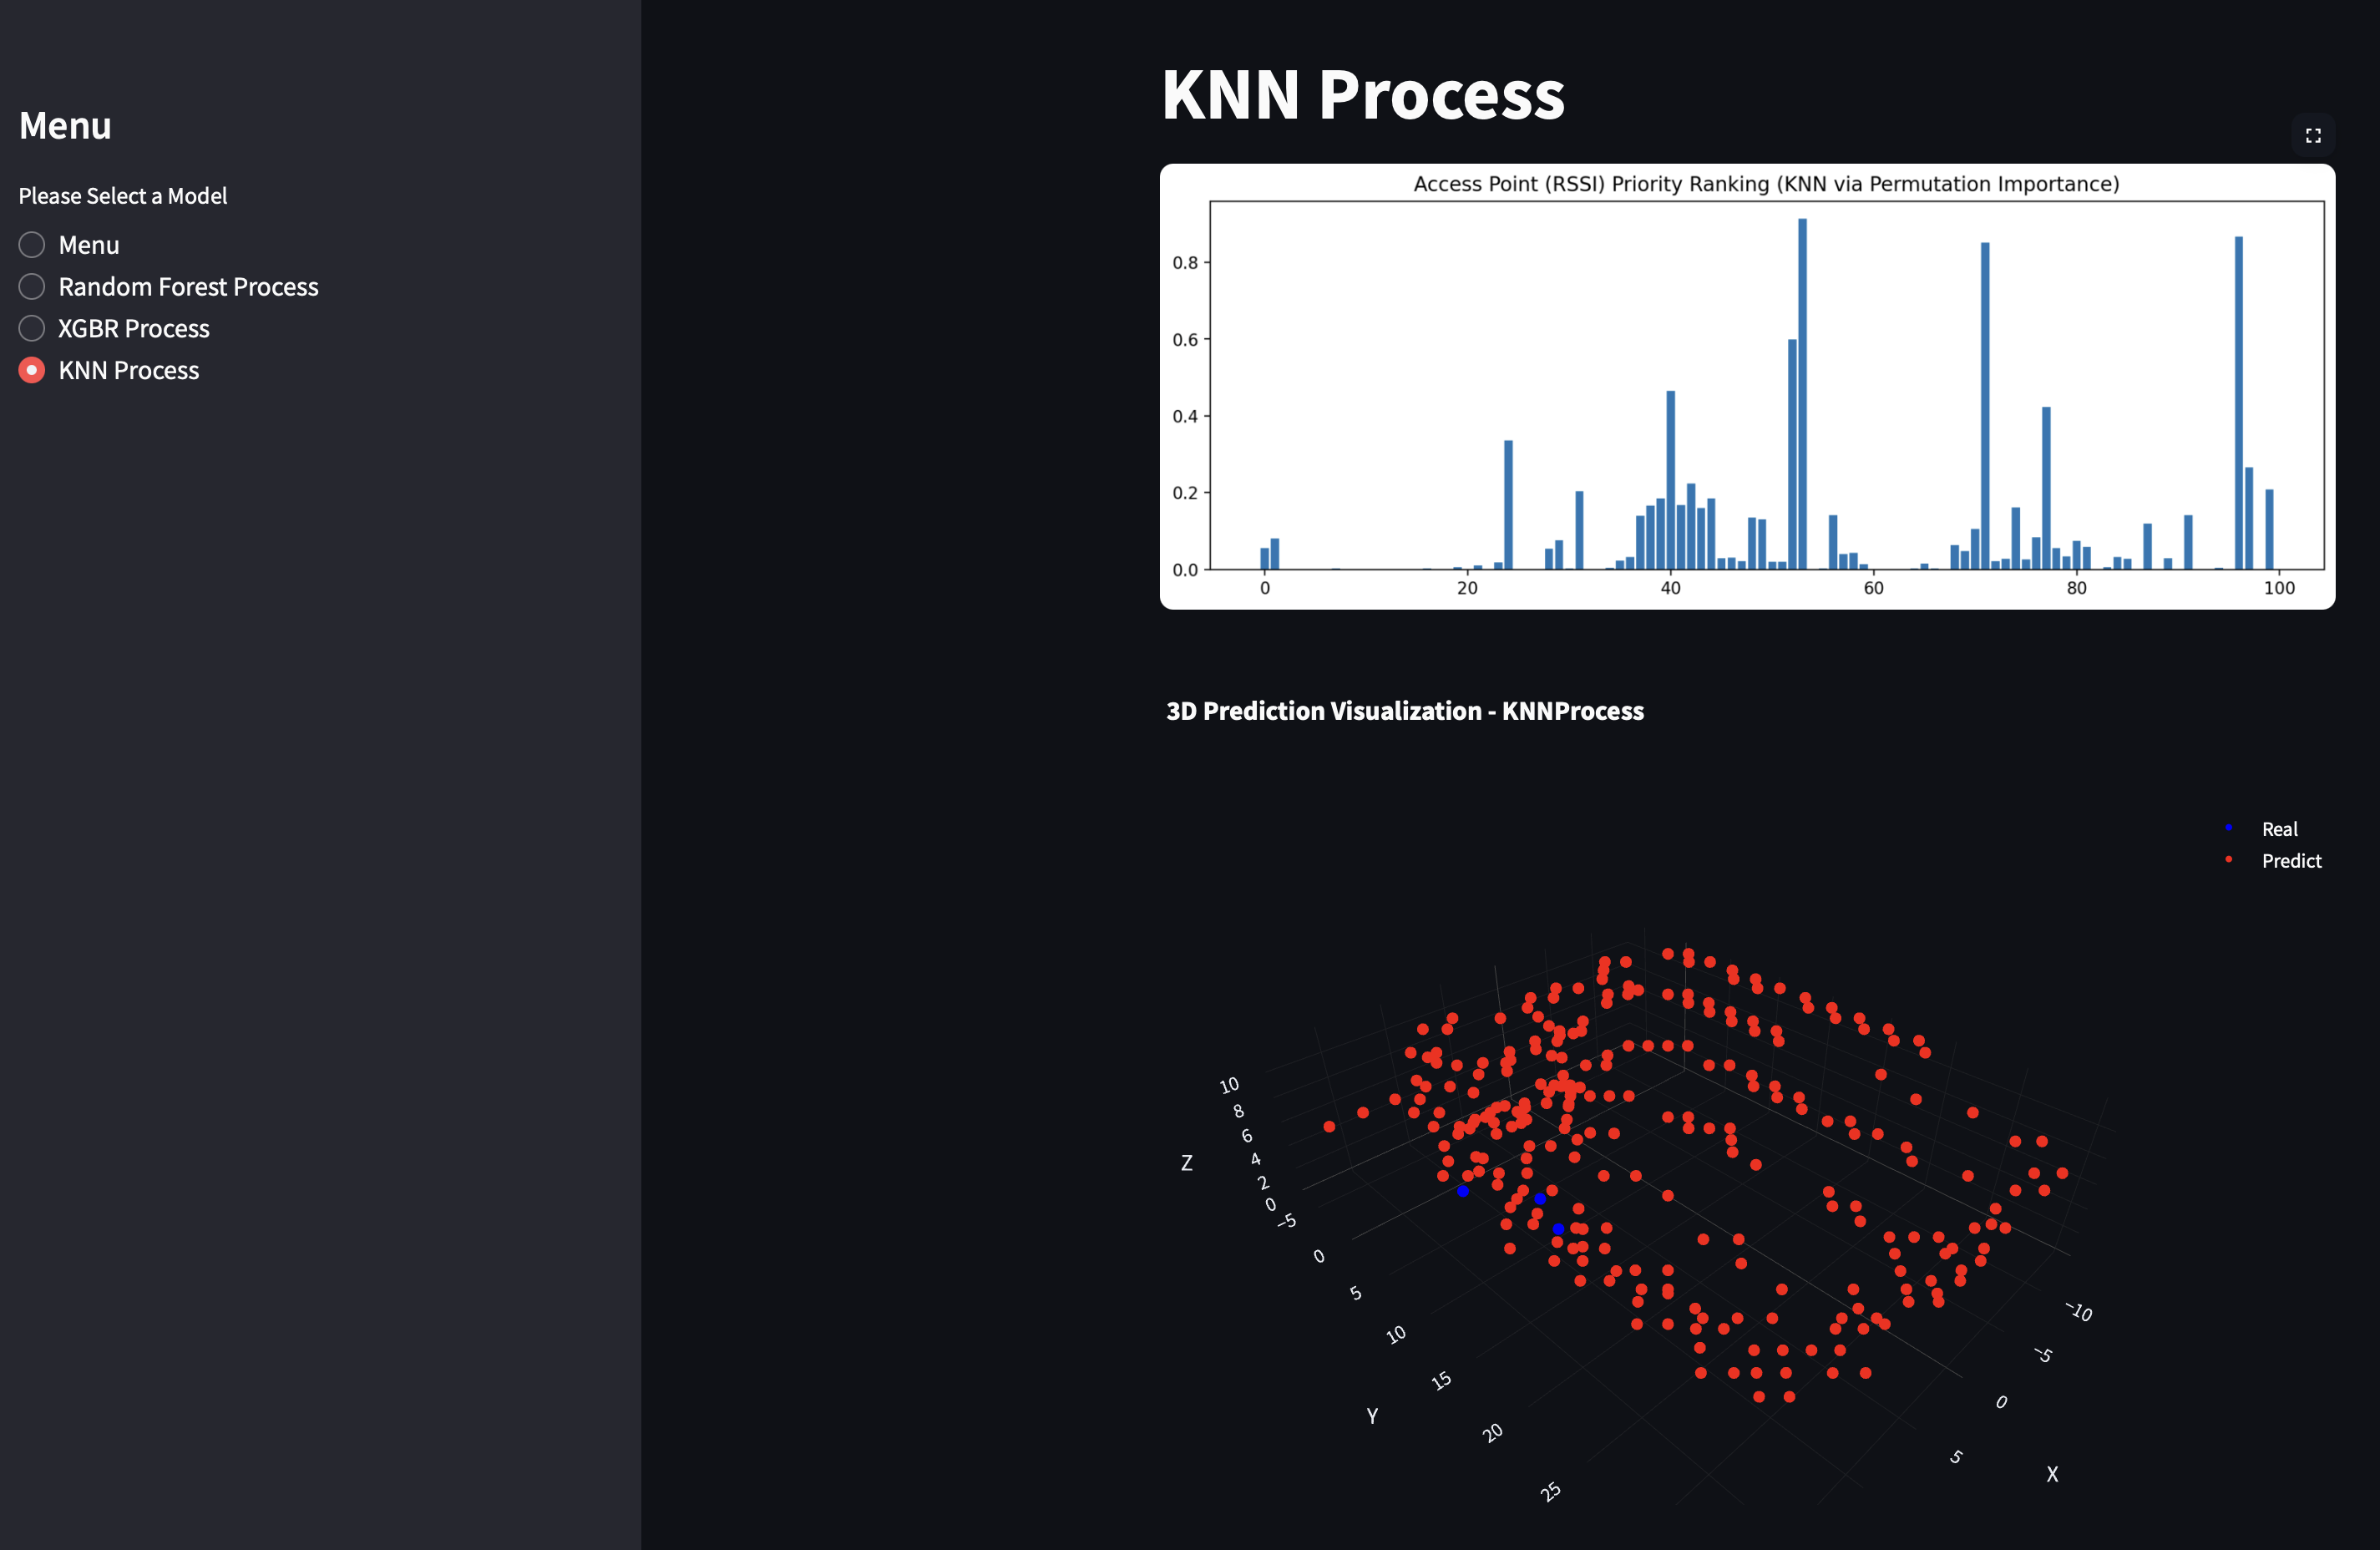 Menu
Please Select a Model
Menu
Random Forest Process
XGBR Process
KNN Process
KNN Process
Access Point (RSSI) Priority Ranking (KNN via Permutation Importance)
0.8
0.6
0.4
0.2
0.0
0 20 40 60 80 100
3D Prediction Visualization - KNNProcess
Real
Predict
10
8
6
4
2
0
Z
−5
0
5
10
15
20
25
Y
−10
−5
0
5
X